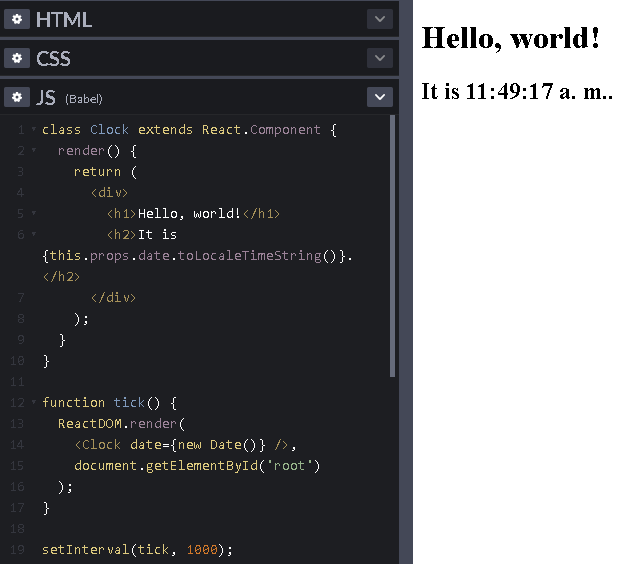 HTML
CSS
JS (Babel)
1 class Clock extends React.Component {
2 render() {
3 return (
4 <div>
5 <h1>Hello, world!</h1>
6 <h2>It is
{this.props.date.toLocaleTimeString()}.
</h2>
7 </div>
8 );
9 }
10 }
11
12 function tick() {
13 ReactDOM.render(
14 <Clock date={new Date()} />,
15 document.getElementById('root')
16 );
17 }
18
19 setInterval(tick, 1000);
Hello, world!
It is 11:49:17 a. m..